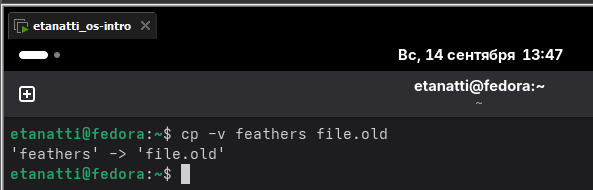 etanatti_os-intro
Вс, 14 сентября 13:47
etanatti@fedora:~
~
etanatti@fedora:~$ cp -v feathers file.old
'feathers' -> 'file.old'
etanatti@fedora:~$